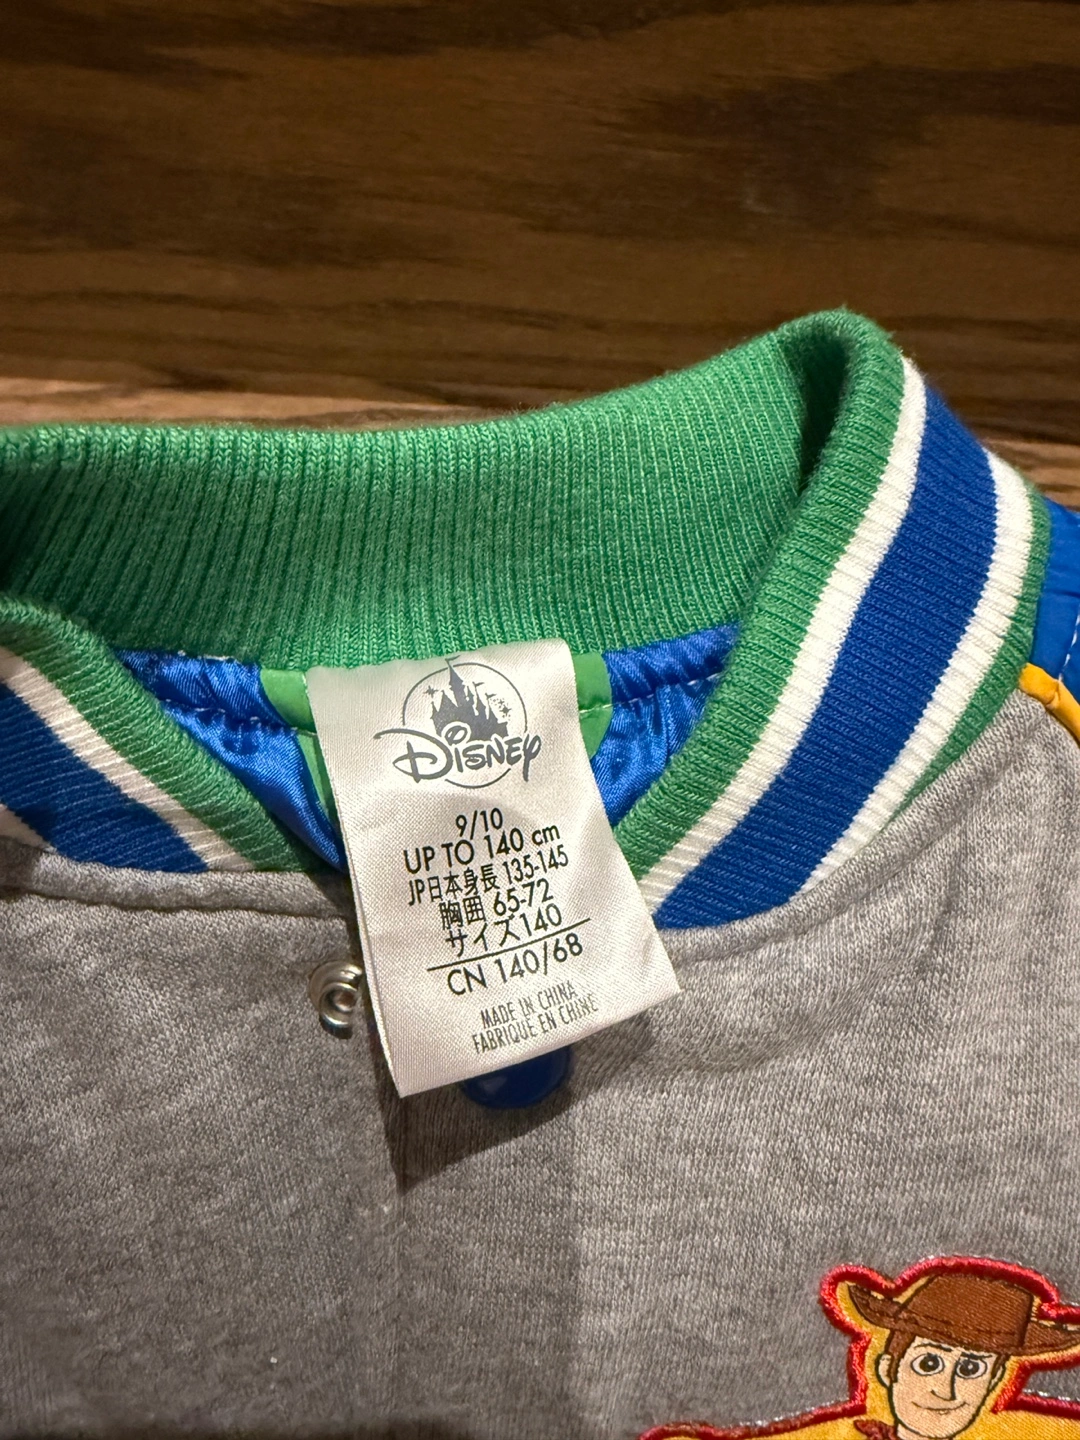 Disney
9/10
UP TO 140 cm
JP日本身長 135-145
胸囲 65-72
サイズ140
CN 140/68
MADE IN CHINA
FABRIQUE EN CHINE